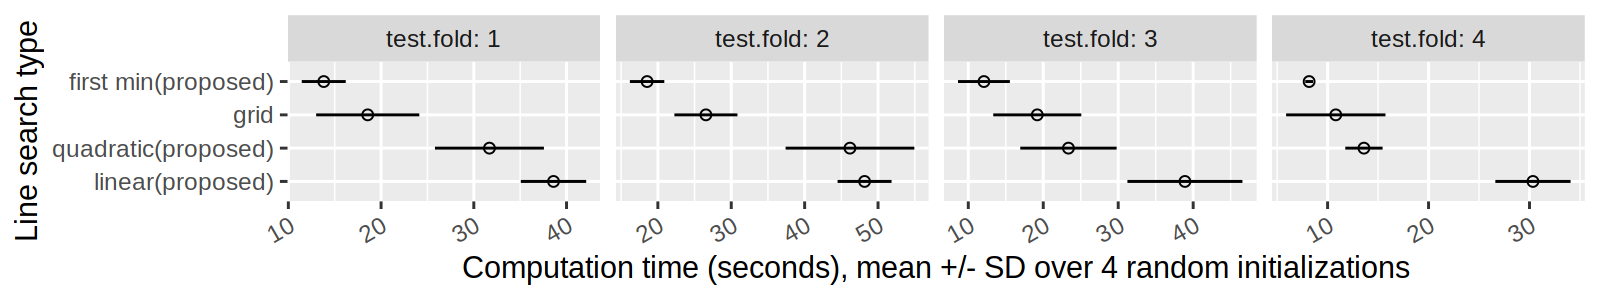 test.fold: 1
test.fold: 2
test.fold: 3
test.fold: 4
Line search type
first min(proposed)
grid
quadratic(proposed)
linear(proposed)
10 20 30 40
20 30 40 50
10 20 30 40
10 20 30
Computation time (seconds), mean +/- SD over 4 random initializations